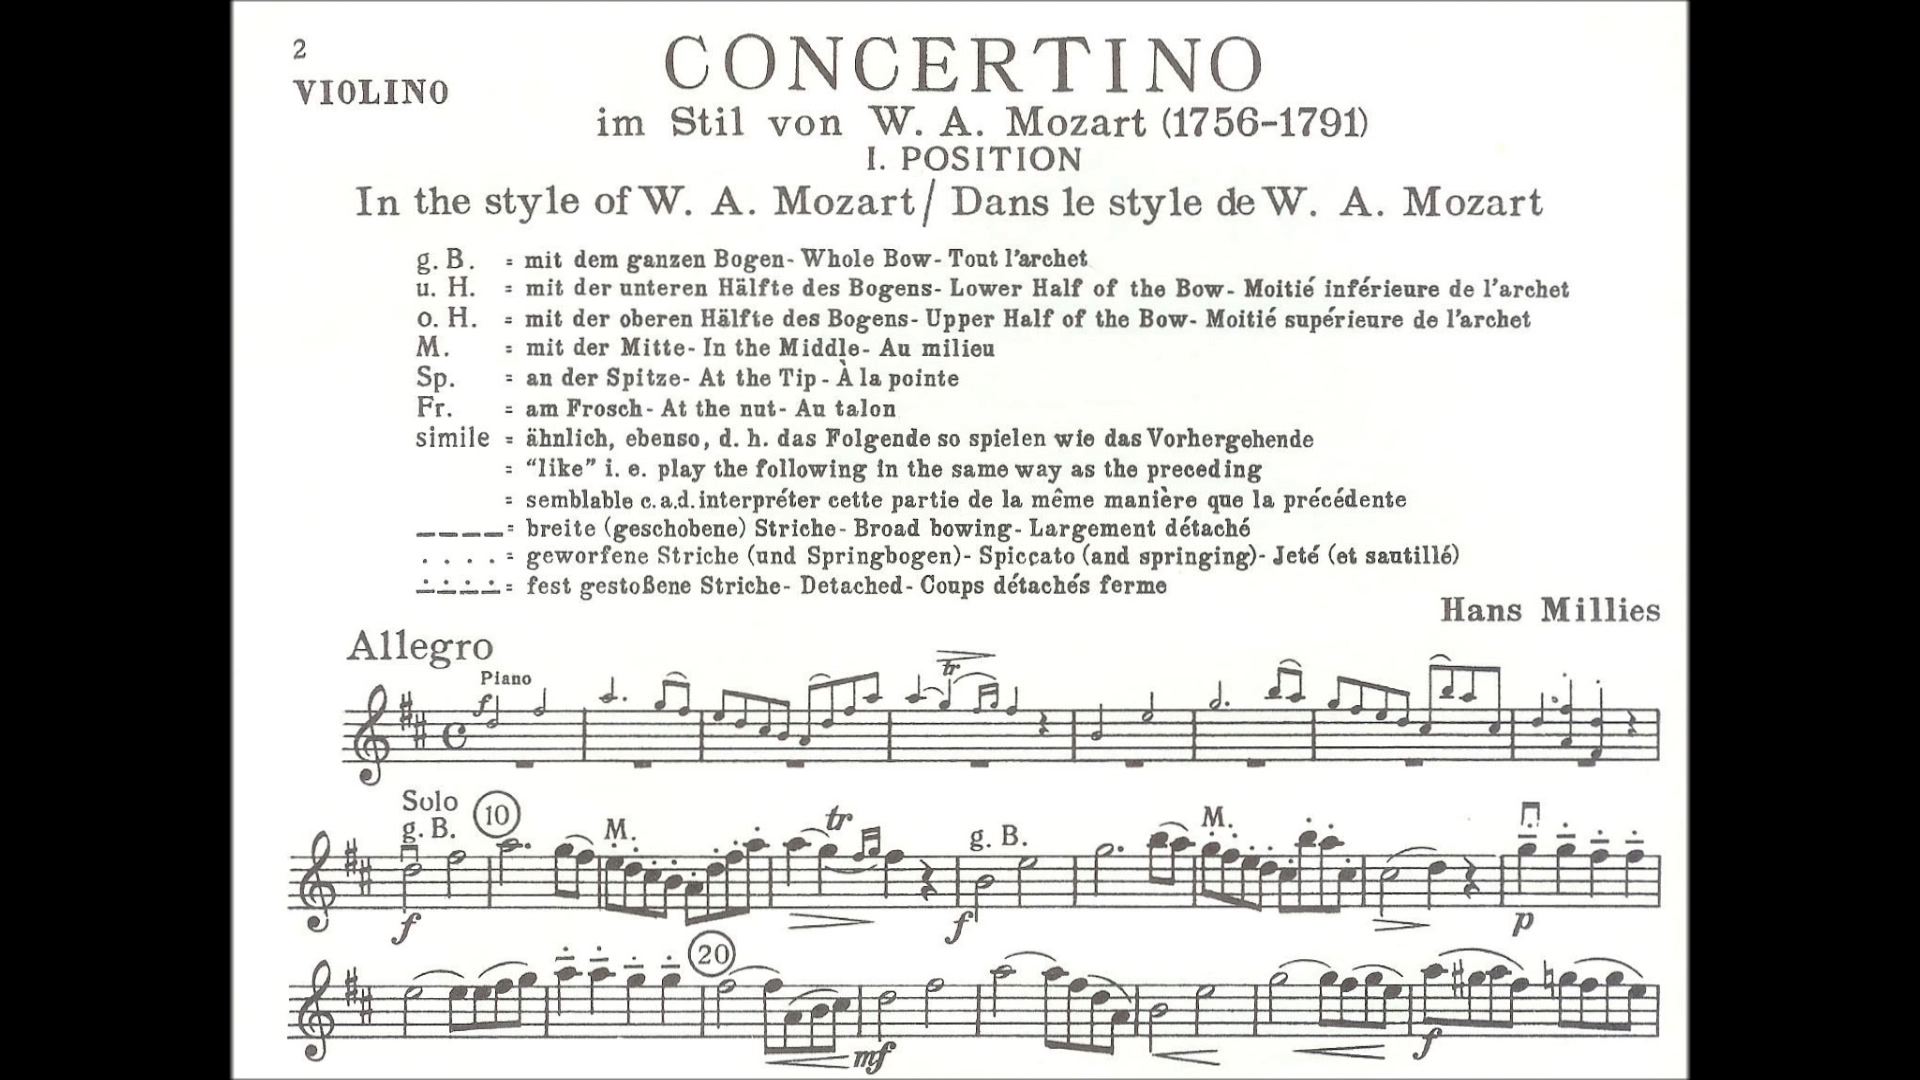 2
VIOLINO
CONCERTINO
im Stil von W. A. Mozart (1756-1791)
I. POSITION
In the style of W. A. Mozart / Dans le style de W. A. Mozart
g. B. = mit dem ganzen Bogen- Whole Bow- Tout l'archet
u. H. = mit der unteren Hälfte des Bogens- Lower Half of the Bow- Moitié inférieure de l'archet
o. H. = mit der oberen Hälfte des Bogens- Upper Half of the Bow- Moitié supérieure de l'archet
M. = mit der Mitte- In the Middle- Au milieu
Sp. = an der Spitze- At the Tip - À la pointe
Fr. = am Frosch- At the nut- Au talon
simile = ähnlich, ebenso, d. h. das Folgende so spielen wie das Vorhergehende
= "like" i. e. play the following in the same way as the preceding
= semblable c.a.d. interpréter cette partie de la même manière que la précédente
= breite (geschobene) Striche- Broad bowing- Largement détaché
= geworfene Striche (und Springbogen)- Spiccato (and springing)- Jeté (et sautillé)
= fest gestoßene Striche- Detached- Coups détachés ferme
Hans Millies
Allegro
Piano
f
tr
Solo
g. B.
10
M.
tr
g. B.
M.
f
f
p
20
mf
f